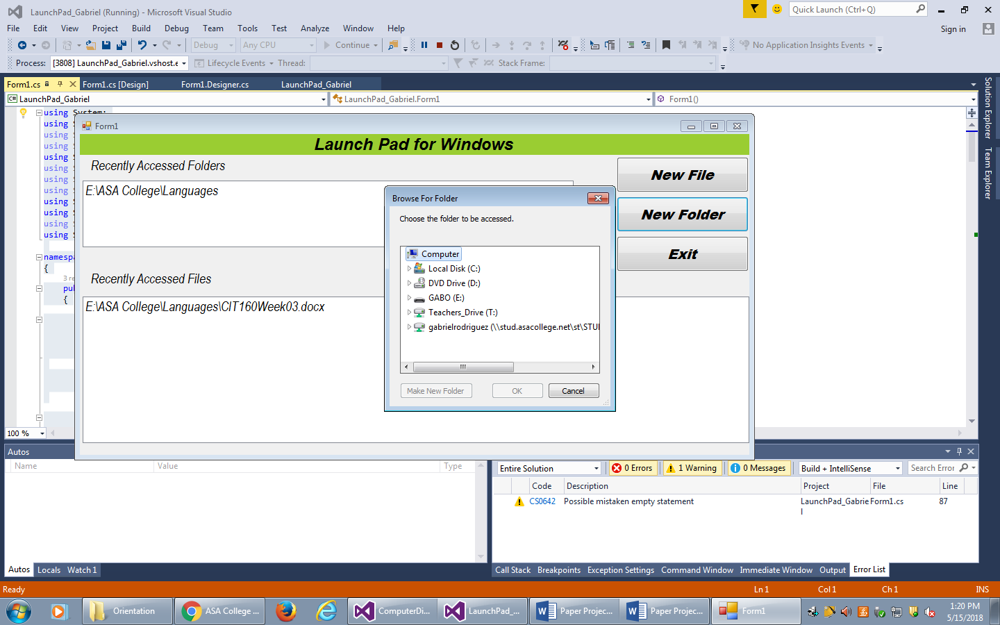 LaunchPad_Gabriel (Running) - Microsoft Visual Studio
Quick Launch (Ctrl+Q)
File Edit View Project Build Debug Team Tools Test Analyze Window Help
Sign in
Debug Any CPU Continue No Application Insights Events
Process: [3808] LaunchPad_Gabriel.vshost.e Lifecycle Events Thread: Stack Frame:
Form1.cs Form1.cs [Design] Form1.Designer.cs LaunchPad_Gabriel
C# LaunchPad_Gabriel LaunchPad_Gabriel.Form1 Form1()
Solution Explorer
Team Explorer
using System;
using S
using
using
using S
using
using
using
using S
using S
using
using S
namespa
{
3 re
pul
{
100 %
Form1
Launch Pad for Windows
Recently Accessed Folders
E:\ASA College\Languages
Recently Accessed Files
E:\ASA College\Languages\CIT160Week03.docx
New File
New Folder
Exit
Browse For Folder
Choose the folder to be accessed.
Computer
Local Disk (C:)
DVD Drive (D:)
GABO (E:)
Teachers_Drive (T:)
gabrielrodriguez (\\stud.asacollege.net\st\STU
Make New Folder OK Cancel
Autos
Name Value Type
Autos Locals Watch 1
Entire Solution 0 Errors 1 Warning 0 Messages Build + IntelliSense Search Error
Code Description Project File Line
CS0642 Possible mistaken empty statement LaunchPad_Gabrie Form1.cs 87
l
Call Stack Breakpoints Exception Settings Command Window Immediate Window Output Error List
Ready Ln 1 Col 1 Ch 1 INS
Orientation ASA College ... ComputerDi... LaunchPad_... Paper Projec... Paper Projec... Form1
1:20 PM
5/15/2018